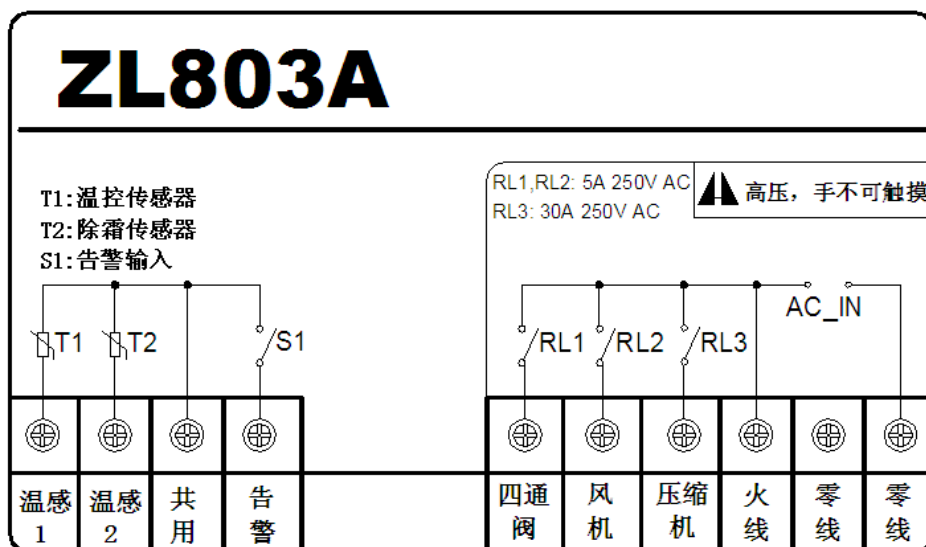 ZL803A
T1:温控传感器
T2:除霜传感器
S1:告警输入
RL1,RL2: 5A 250V AC
RL3: 30A 250V AC
高压，手不可触摸
T1
T2
S1
RL1
RL2
RL3
AC_IN
温感
1
温感
2
共
用
告
警
四通
阀
风
机
压缩
机
火
线
零
线
零
线